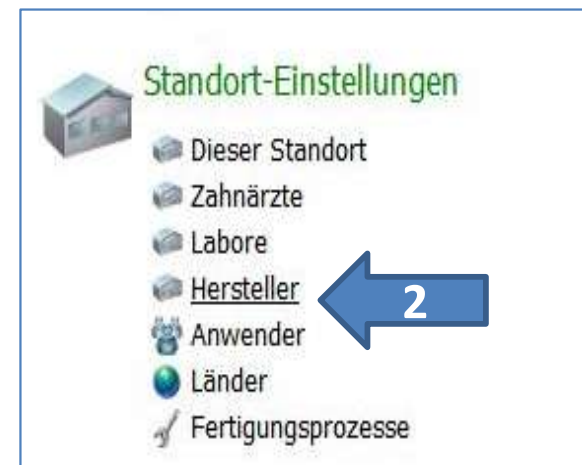 Standort-Einstellungen
Dieser Standort
Zahnärzte
Labore
Hersteller
2
Anwender
Länder
Fertigungsprozesse